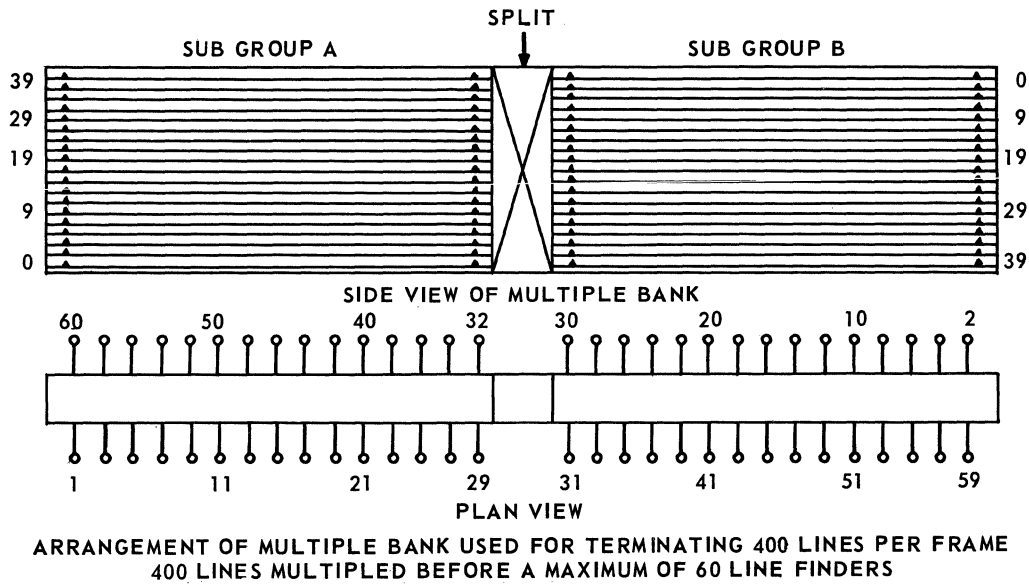 SPLIT
SUB GROUP A
SUB GROUP B
39
0
29
9
19
19
9
29
0
39
SIDE VIEW OF MULTIPLE BANK
60 50 40 32 30 20 10 2
1 11 21 29 31 41 51 59
PLAN VIEW
ARRANGEMENT OF MULTIPLE BANK USED FOR TERMINATING 400 LINES PER FRAME
400 LINES MULTIPLED BEFORE A MAXIMUM OF 60 LINE FINDERS